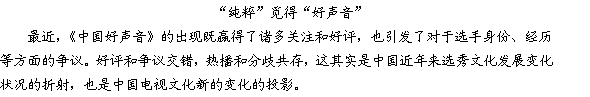 “纯粹”觅得“好声音”
最近，《中国好声音》的出现既赢得了诸多关注和好评，也引发了对于选手身份、经历
等方面的争议。好评和争议交错，热播和分歧共存，这其实是中国近年来选秀文化发展变化
状况的折射，也是中国电视文化新的变化的投影。